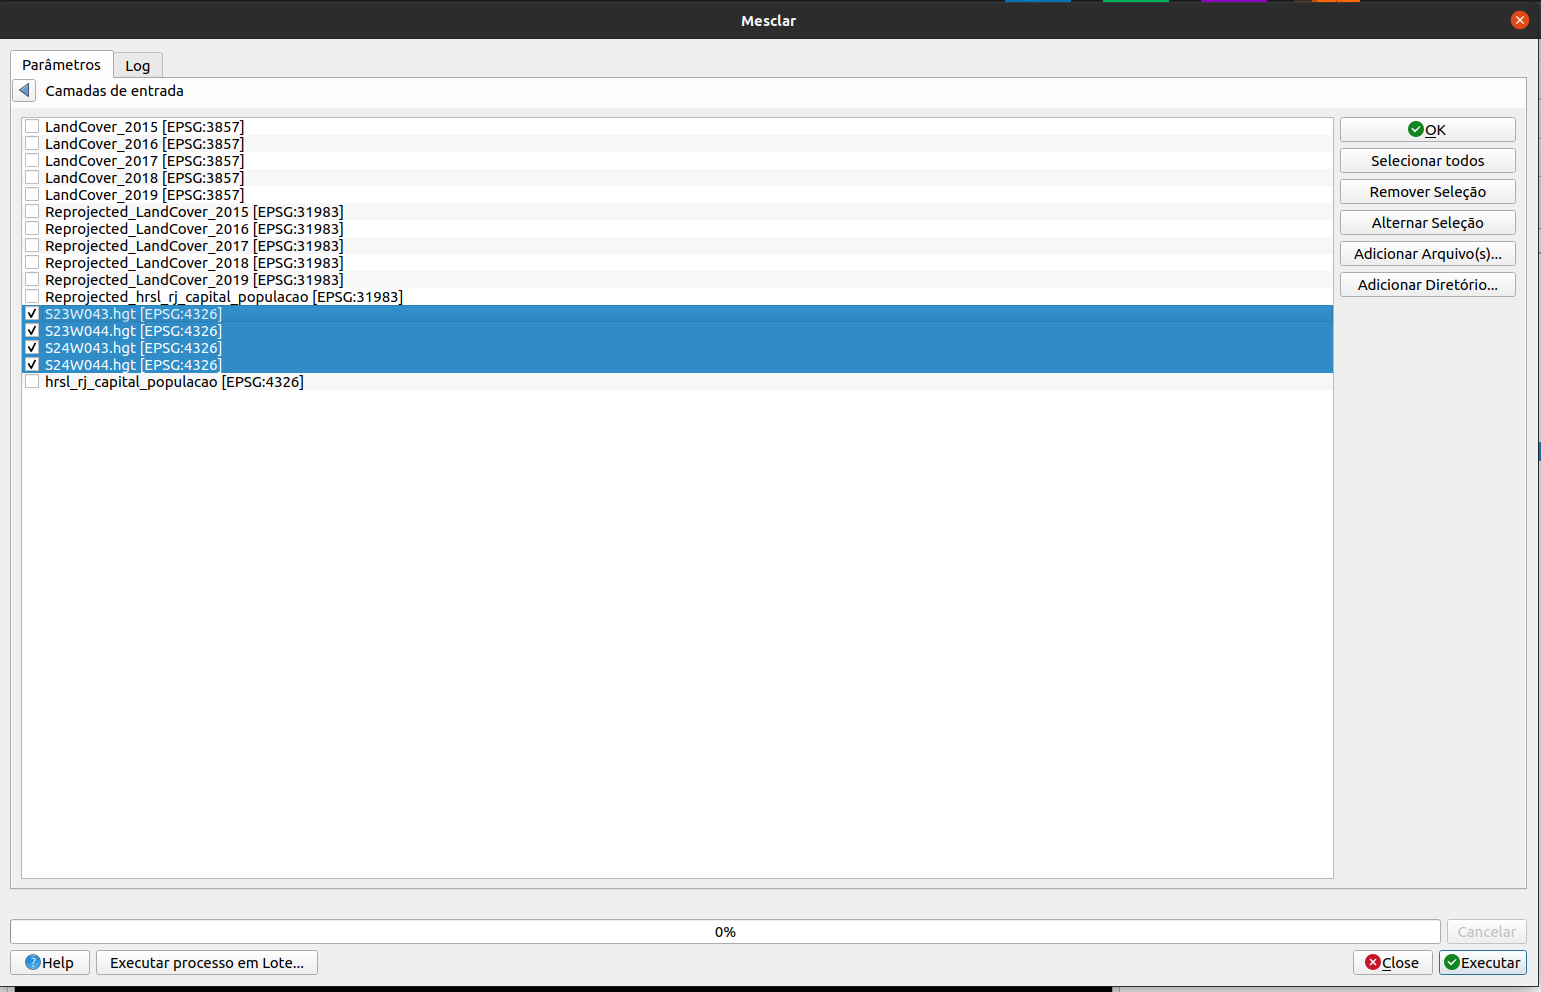 Mesclar
Parâmetros
Log
Camadas de entrada
LandCover_2015 [EPSG:3857]
LandCover_2016 [EPSG:3857]
LandCover_2017 [EPSG:3857]
LandCover_2018 [EPSG:3857]
LandCover_2019 [EPSG:3857]
Reprojected_LandCover_2015 [EPSG:31983]
Reprojected_LandCover_2016 [EPSG:31983]
Reprojected_LandCover_2017 [EPSG:31983]
Reprojected_LandCover_2018 [EPSG:31983]
Reprojected_LandCover_2019 [EPSG:31983]
Reprojected_hrsl_rj_capital_populacao [EPSG:31983]
S23W043.hgt [EPSG:4326]
S23W044.hgt [EPSG:4326]
S24W043.hgt [EPSG:4326]
S24W044.hgt [EPSG:4326]
hrsl_rj_capital_populacao [EPSG:4326]
OK
Selecionar todos
Remover Seleção
Alternar Seleção
Adicionar Arquivo(s)...
Adicionar Diretório...
0%
Cancelar
Help
Executar processo em Lote...
Close
Executar